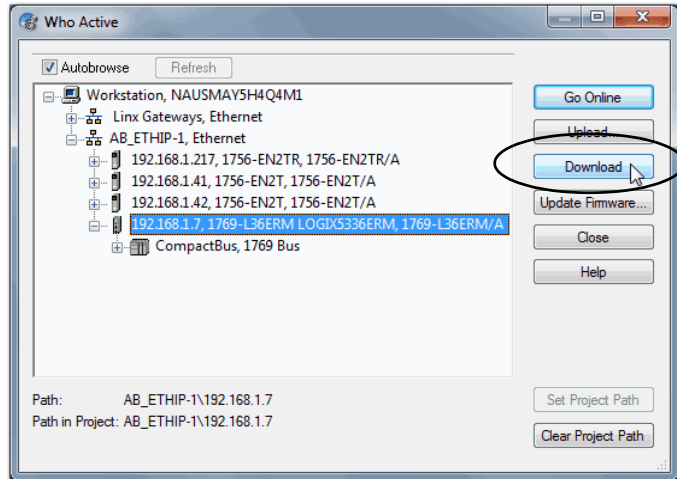 Who Active
Autobrowse
Refresh
Workstation, NAUSMAY5H4Q4M1
Linx Gateways, Ethernet
AB_ETHIP-1, Ethernet
192.168.1.217, 1756-EN2TR, 1756-EN2TR/A
192.168.1.41, 1756-EN2T, 1756-EN2T/A
192.168.1.42, 1756-EN2T, 1756-EN2T/A
192.168.1.7, 1769-L36ERM LOGIX5336ERM, 1769-L36ERM/A
CompactBus, 1769 Bus
Go Online
Upload...
Download
Update Firmware...
Close
Help
Path: AB_ETHIP-1\192.168.1.7
Path in Project: AB_ETHIP-1\192.168.1.7
Set Project Path
Clear Project Path